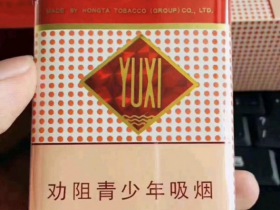 MADE BY HONGTA TOBACCO (GROUP) CO., LTD.
YUXI
劝阻青少年吸烟